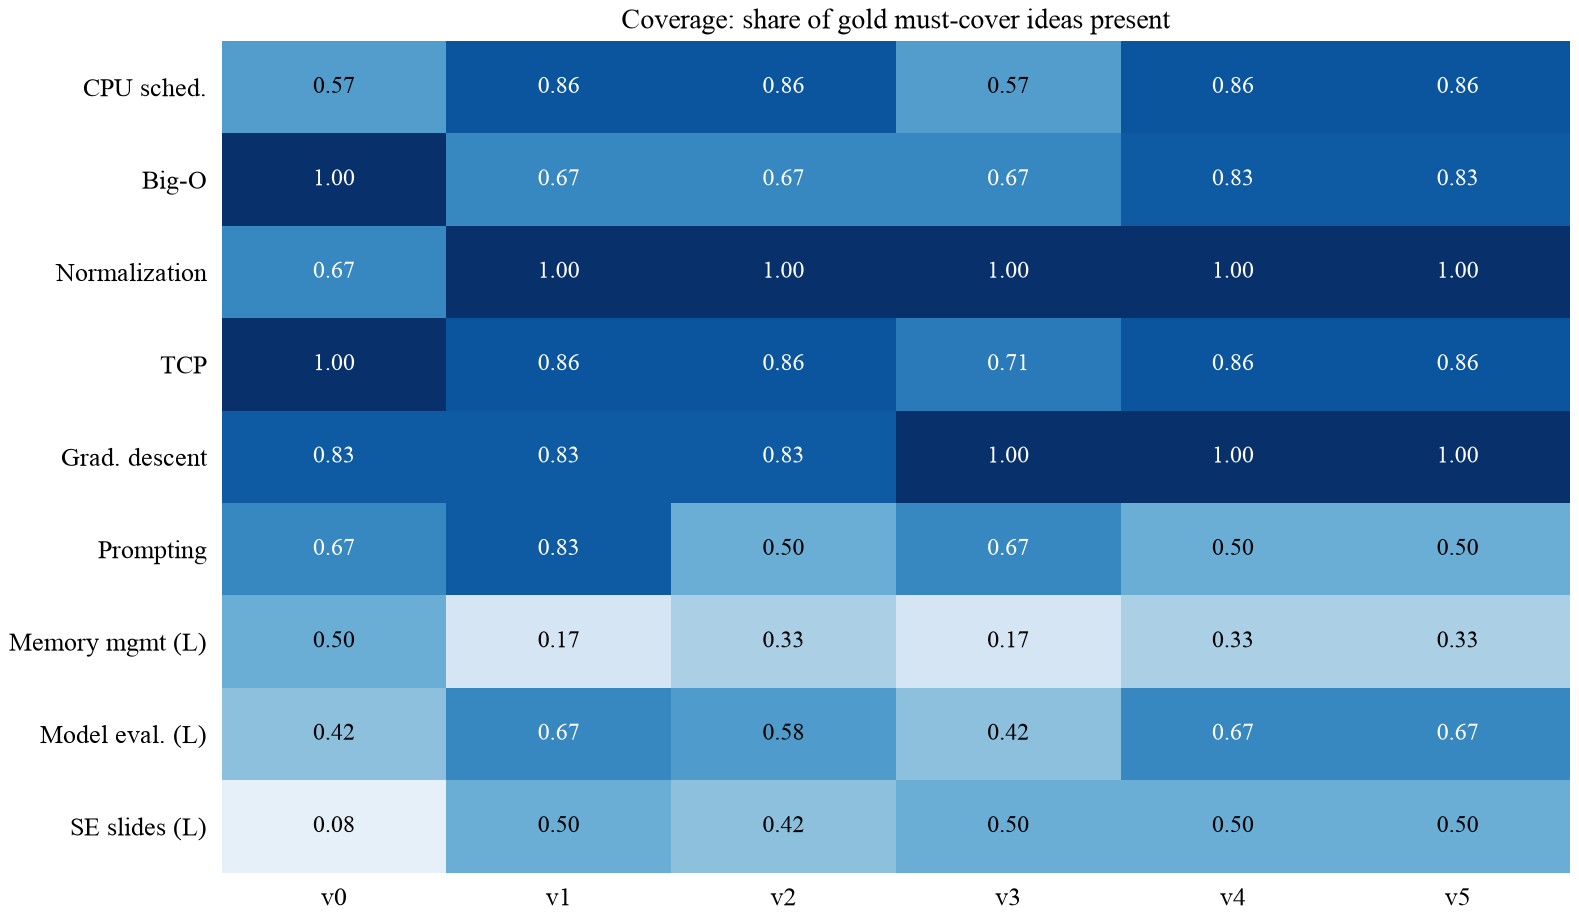 Coverage: share of gold must-cover ideas present
CPU sched. 0.57 0.86 0.86 0.57 0.86 0.86
Big-O 1.00 0.67 0.67 0.67 0.83 0.83
Normalization 0.67 1.00 1.00 1.00 1.00 1.00
TCP 1.00 0.86 0.86 0.71 0.86 0.86
Grad. descent 0.83 0.83 0.83 1.00 1.00 1.00
Prompting 0.67 0.83 0.50 0.67 0.50 0.50
Memory mgmt (L) 0.50 0.17 0.33 0.17 0.33 0.33
Model eval. (L) 0.42 0.67 0.58 0.42 0.67 0.67
SE slides (L) 0.08 0.50 0.42 0.50 0.50 0.50
v0 v1 v2 v3 v4 v5